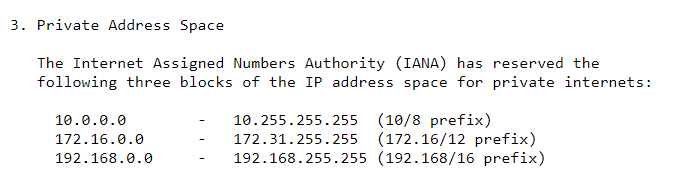 3. Private Address Space
The Internet Assigned Numbers Authority (IANA) has reserved the
following three blocks of the IP address space for private internets:
10.0.0.0 - 10.255.255.255 (10/8 prefix)
172.16.0.0 - 172.31.255.255 (172.16/12 prefix)
192.168.0.0 - 192.168.255.255 (192.168/16 prefix)